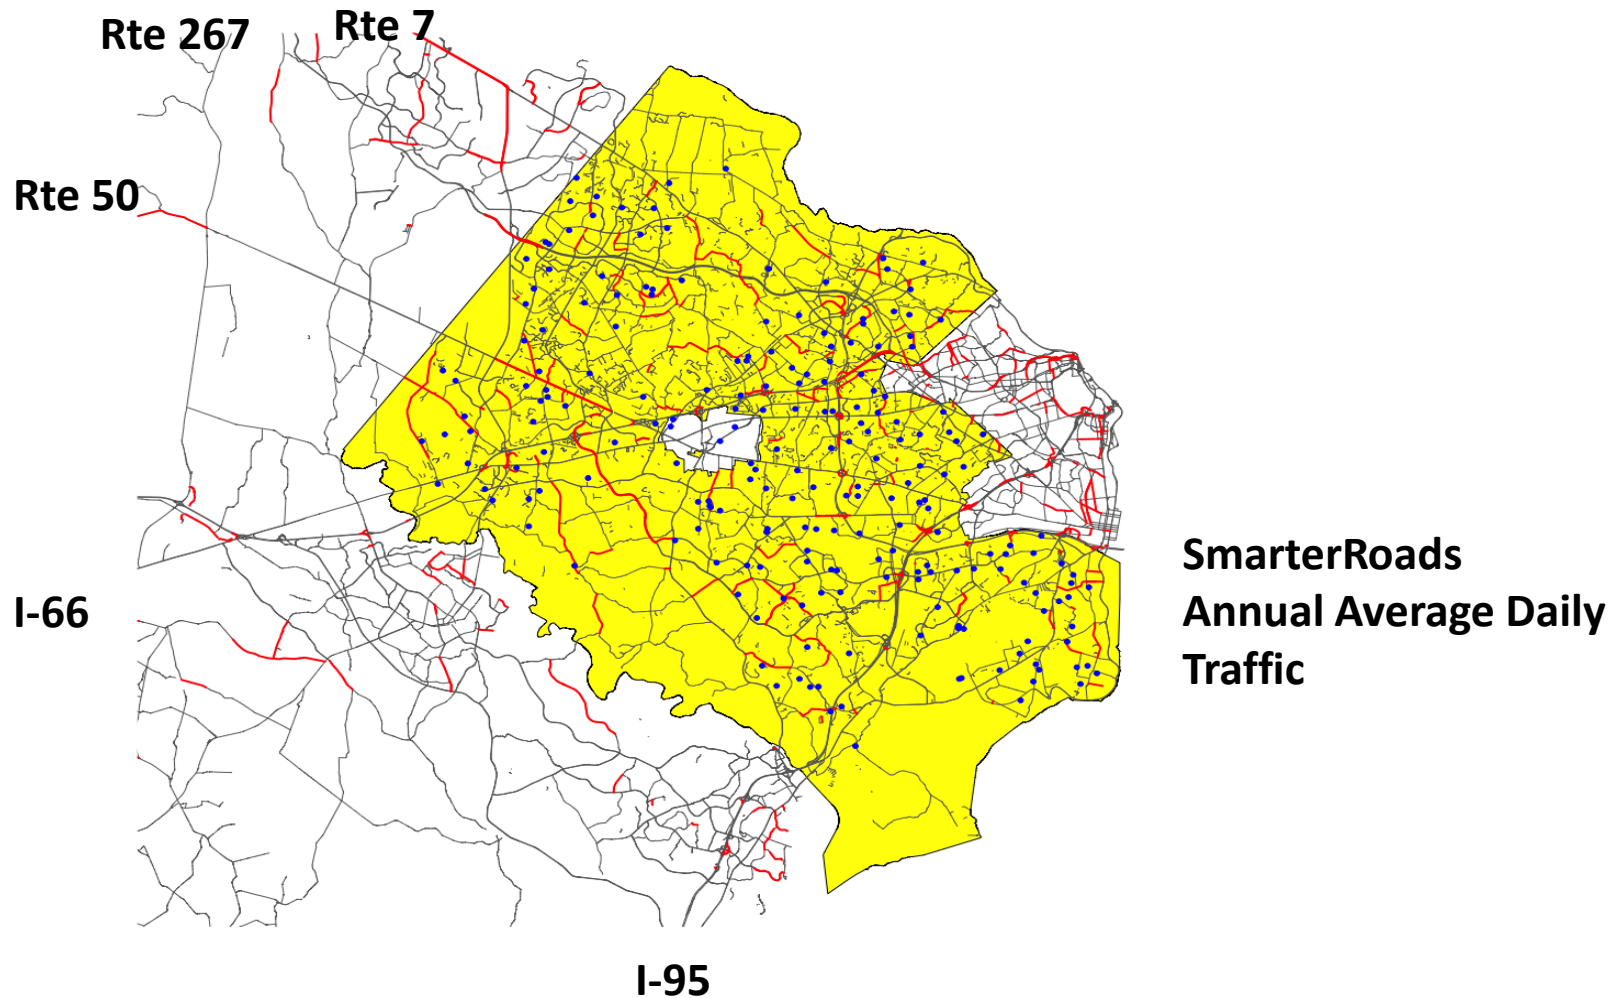 Rte 267
Rte 7
Rte 50
SmarterRoads
Annual Average Daily
Traffic
I-66
I-95